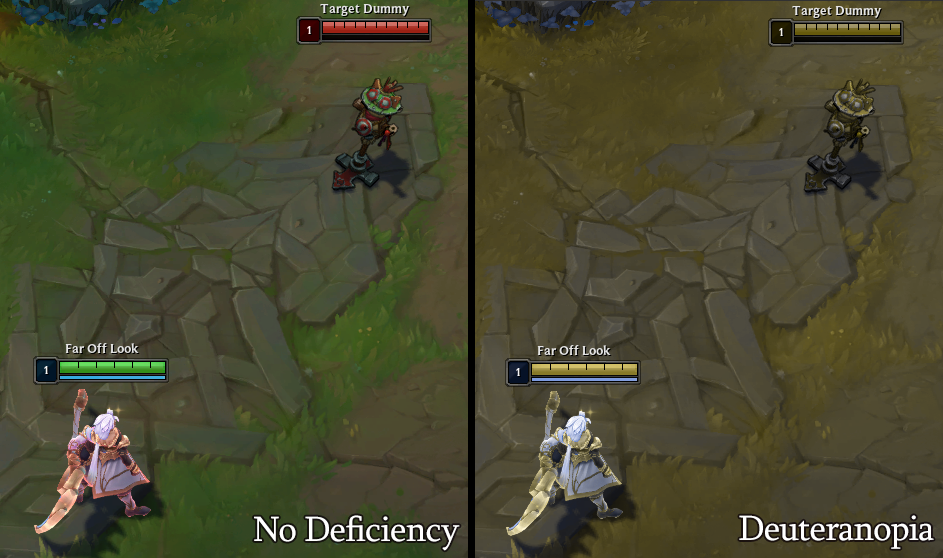 Target Dummy
1
Far Off Look
1
No Deficiency
Target Dummy
1
Far Off Look
1
Deuteranopia